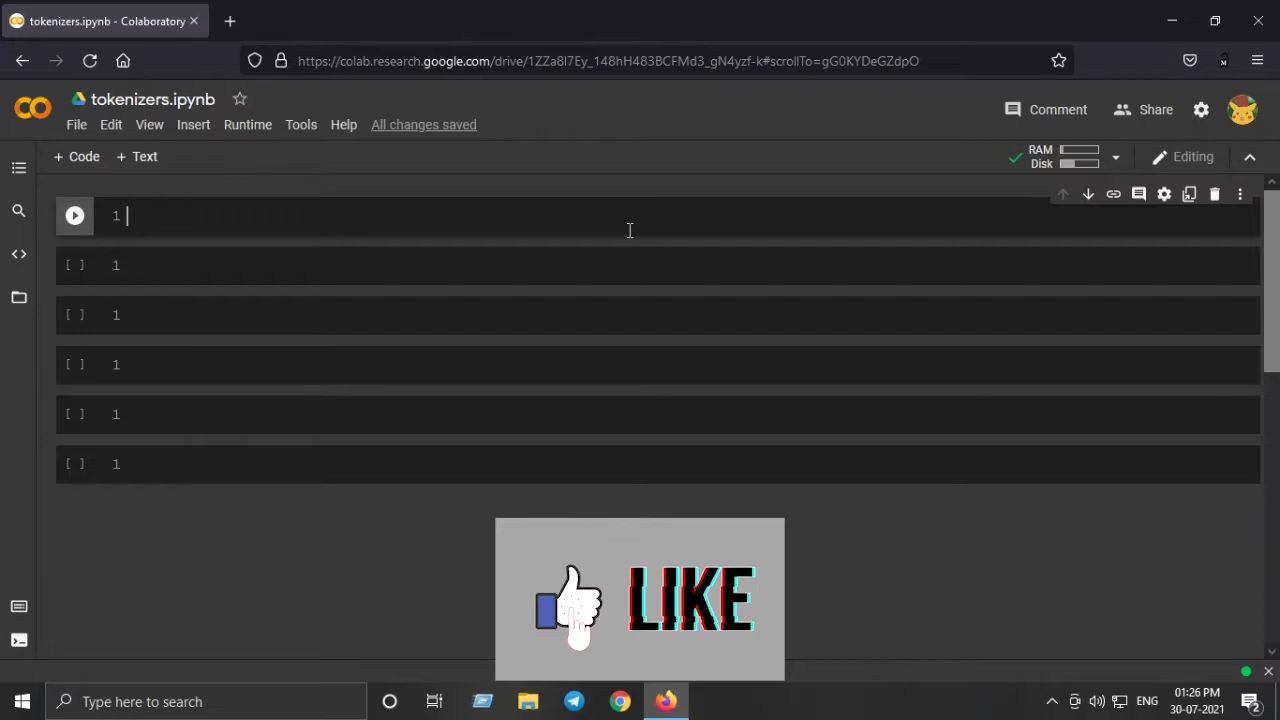 tokenizers.ipynb - Colaboratory
https://colab.research.google.com/drive/1ZZa8l7Ey_148hH483BCFMd3_gN4yzf-k#scrollTo=gG0KYDeGZdpO
tokenizers.ipynb
Comment
Share
File Edit View Insert Runtime Tools Help All changes saved
+ Code + Text
RAM
Disk
Editing
1
[ ] 1
[ ] 1
[ ] 1
[ ] 1
[ ] 1
LIKE
Type here to search
ENG
01:26 PM
30-07-2021
2